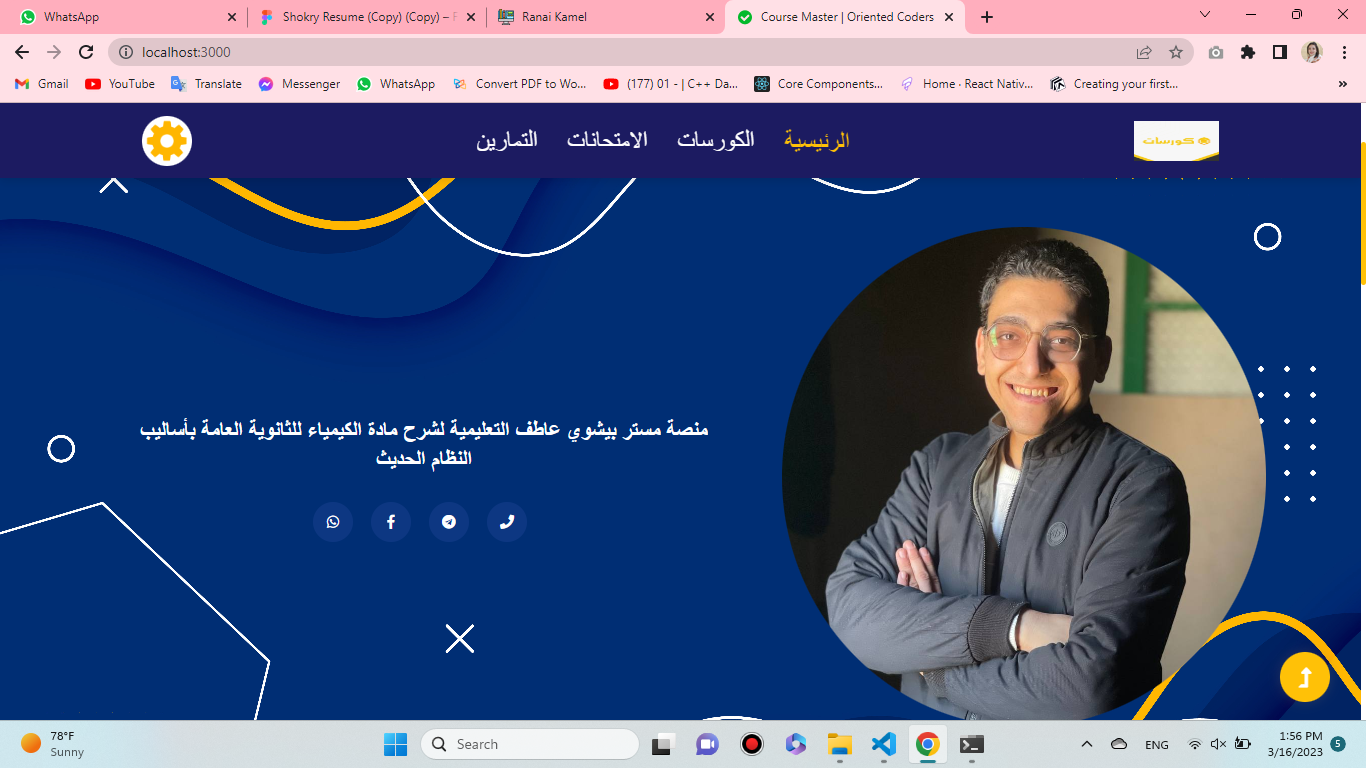 WhatsApp
Shokry Resume (Copy) (Copy) – F
Ranai Kamel
Course Master | Oriented Coders
localhost:3000
Gmail
YouTube
Translate
Messenger
WhatsApp
Convert PDF to Wo...
(177) 01 - | C++ Da...
Core Components...
Home · React Nativ...
Creating your first...
»
كورسات
الرئيسية
الكورسات
الامتحانات
التمارين
منصة مستر بيشوي عاطف التعليمية لشرح مادة الكيمياء للثانوية العامة بأساليب
النظام الحديث
78°F
Sunny
Search
ENG
1:56 PM
3/16/2023
5